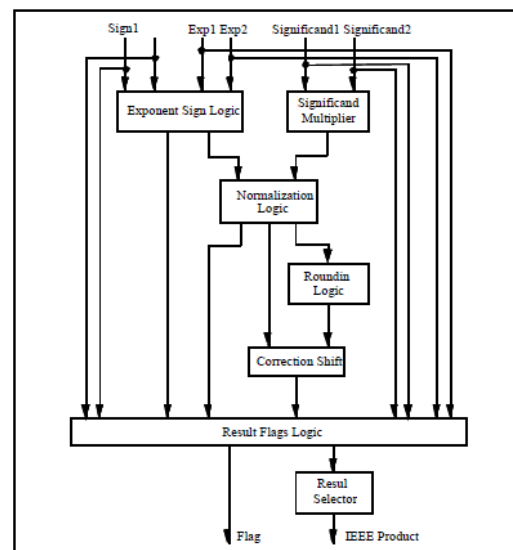 Sign1 Exp1 Exp2 Significand1 Significand2
Exponent Sign Logic
Significand
Multiplier
Normalization
Logic
Roundin
Logic
Correction Shift
Result Flags Logic
Resul
Selector
Flag IEEE Product